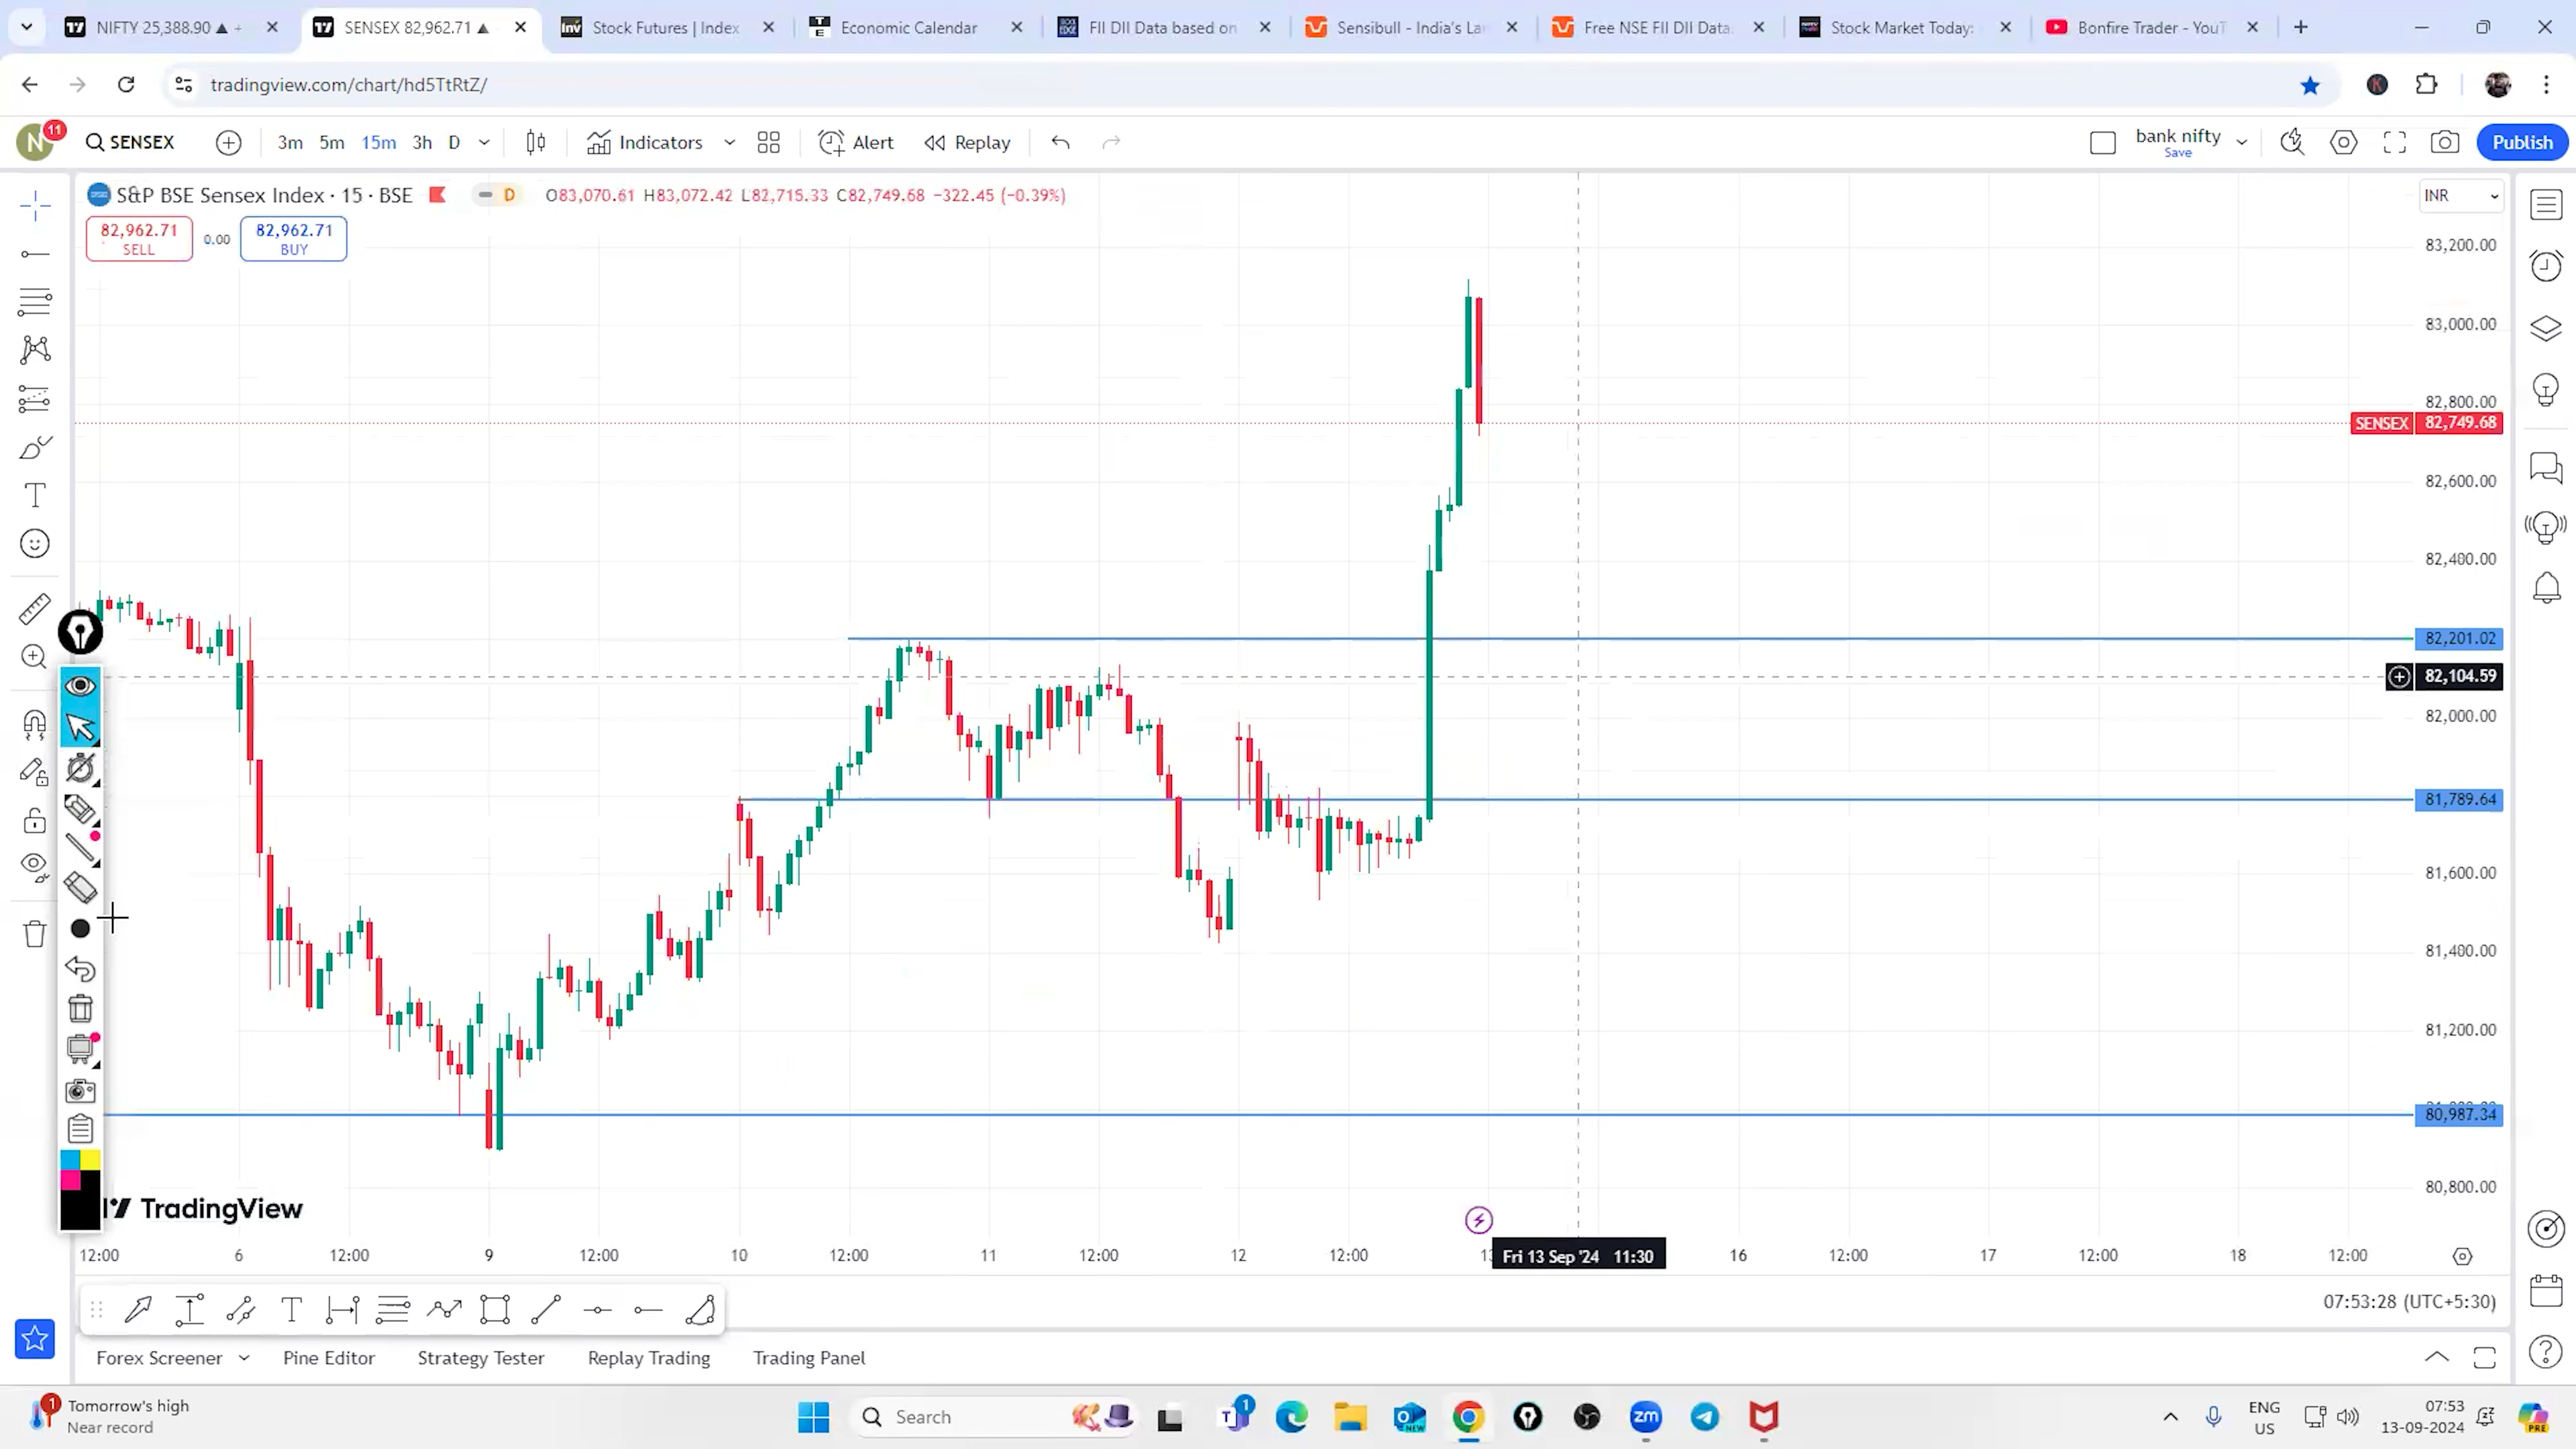 NIFTY 25,388.90 ▲ +
SENSEX 82,962.71 ▲
Stock Futures | Index
Economic Calendar
FII DII Data based on
Sensibull - India's La
Free NSE FII DII Data.
Stock Market Today:
Bonfire Trader - YouT
tradingview.com/chart/hd5TtRtZ/
N 11
SENSEX
3m 5m 15m 3h D
Indicators
Alert
Replay
bank nifty
Save
Publish
S&P BSE Sensex Index · 15 · BSE
D
O83,070.61 H83,072.42 L82,715.33 C82,749.68 −322.45 (−0.39%)
INR
82,962.71
SELL
0.00
82,962.71
BUY
83,200.00
83,000.00
82,800.00
SENSEX 82,749.68
82,600.00
82,400.00
82,201.02
82,104.59
82,000.00
81,789.64
81,600.00
81,400.00
81,200.00
80,987.34
80,800.00
TradingView
12:00 6 12:00 9 12:00 10 12:00 11 12:00 12 12:00 Fri 13 Sep '24 11:30 16 12:00 17 12:00 18 12:00
07:53:28 (UTC+5:30)
Forex Screener
Pine Editor
Strategy Tester
Replay Trading
Trading Panel
1
Tomorrow's high
Near record
Search
1
zm
NEW
ENG
US
07:53
13-09-2024
PRE